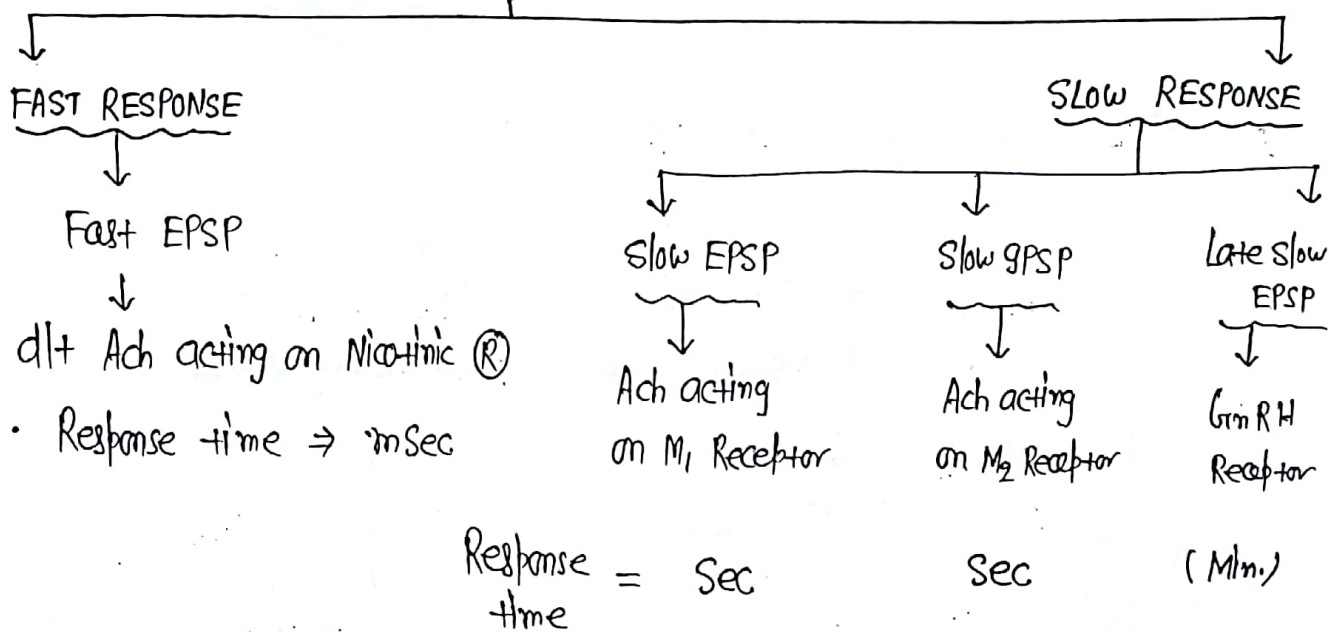 FAST RESPONSE
SLOW RESPONSE
Fast EPSP
Slow EPSP
Slow IPSP
Late Slow
EPSP
d/t Ach acting on Nicotinic Ⓡ
• Response time ⇒ mSec
Ach acting
on M₁ Receptor
Ach acting
on M₂ Receptor
GnRH
Receptor
Response
time
= Sec
Sec
(Min.)